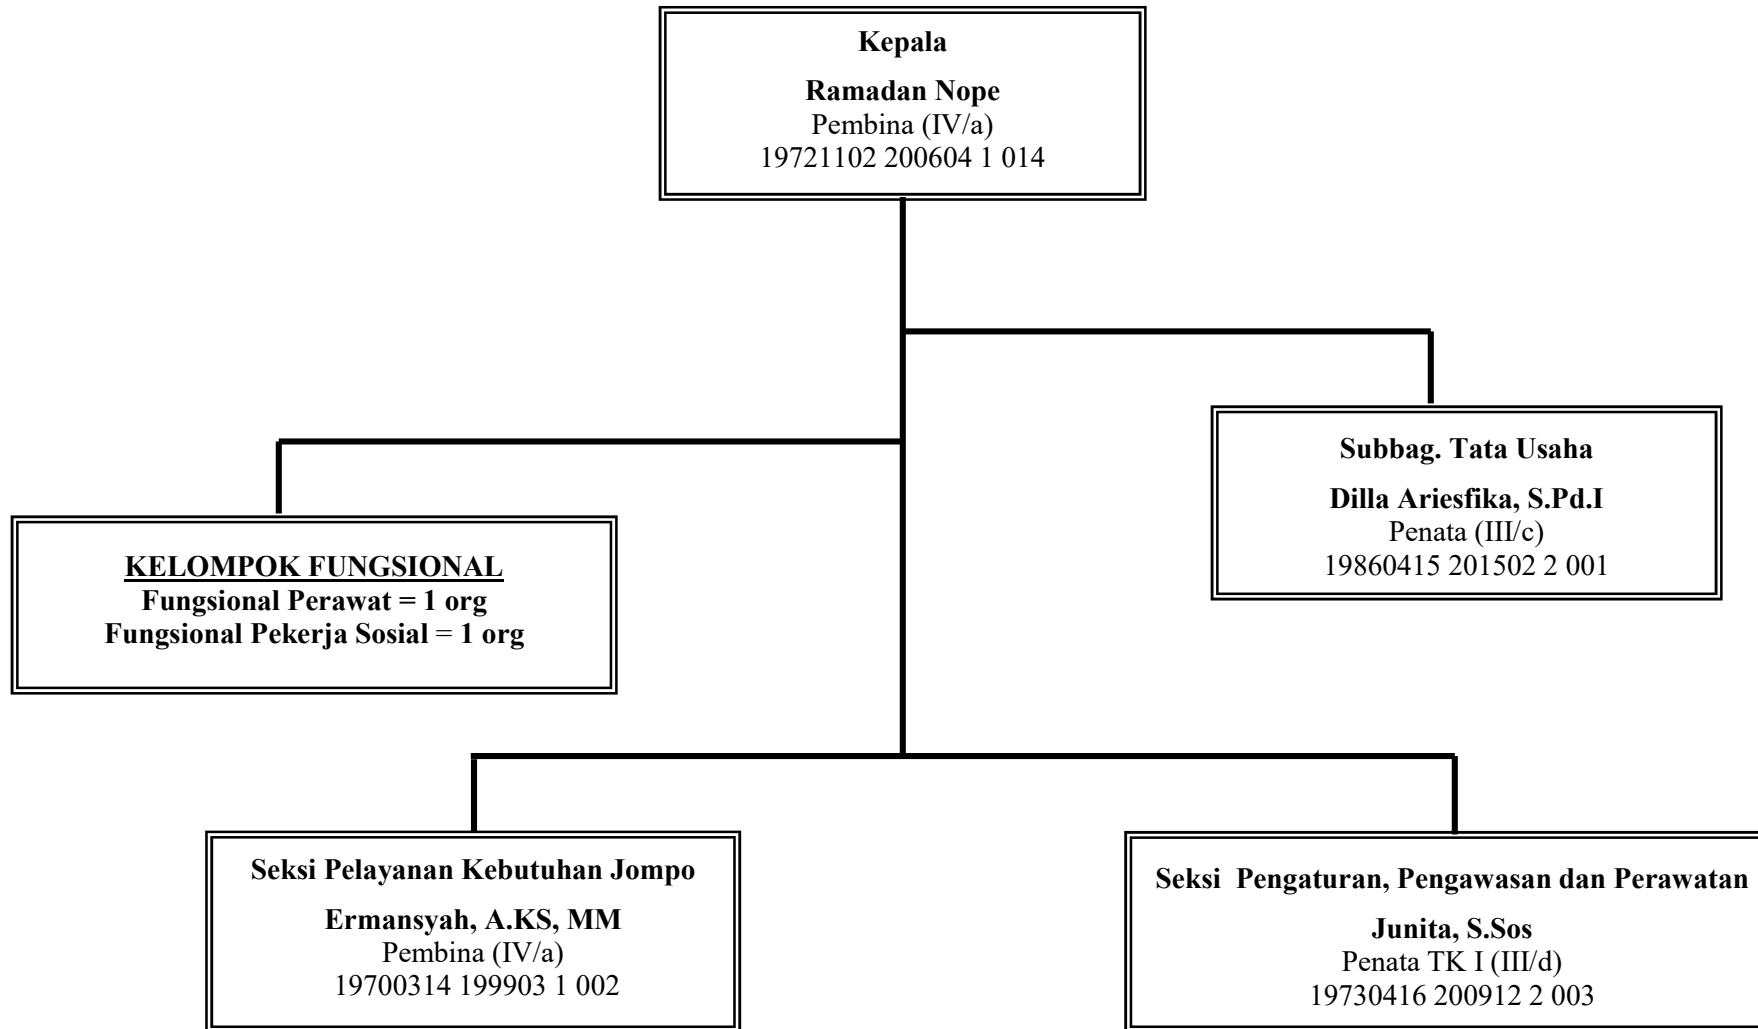 Kepala
Ramadan Nope
Pembina (IV/a)
19721102 200604 1 014
Subbag. Tata Usaha
Dilla Ariesfika, S.Pd.I
Penata (III/c)
19860415 201502 2 001
KELOMPOK FUNGSIONAL
Fungsional Perawat = 1 org
Fungsional Pekerja Sosial = 1 org
Seksi Pelayanan Kebutuhan Jompo
Ermansyah, A.KS, MM
Pembina (IV/a)
19700314 199903 1 002
Seksi  Pengaturan, Pengawasan dan Perawatan
Junita, S.Sos
Penata TK I (III/d)
19730416 200912 2 003